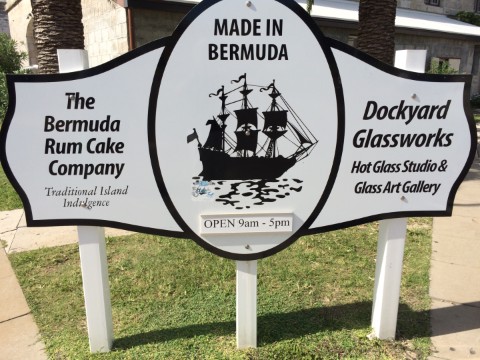 MADE IN
BERMUDA
The
Bermuda
Rum Cake
Company
Traditional Island
Indulgence
OPEN 9am - 5pm
Dockyard
Glassworks
Hot Glass Studio &
Glass Art Gallery